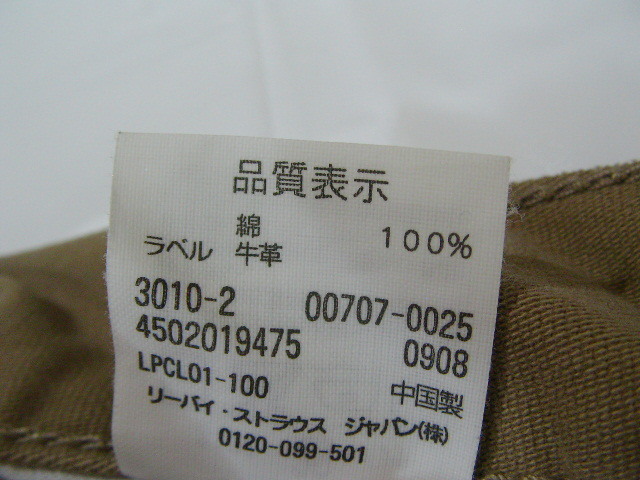 品質表示
綿 100%
ラベル 牛革
3010-2 00707-0025
4502019475 0908
LPCL01-100 中国製
リーバイ・ストラウス ジャパン(株)
0120-099-501